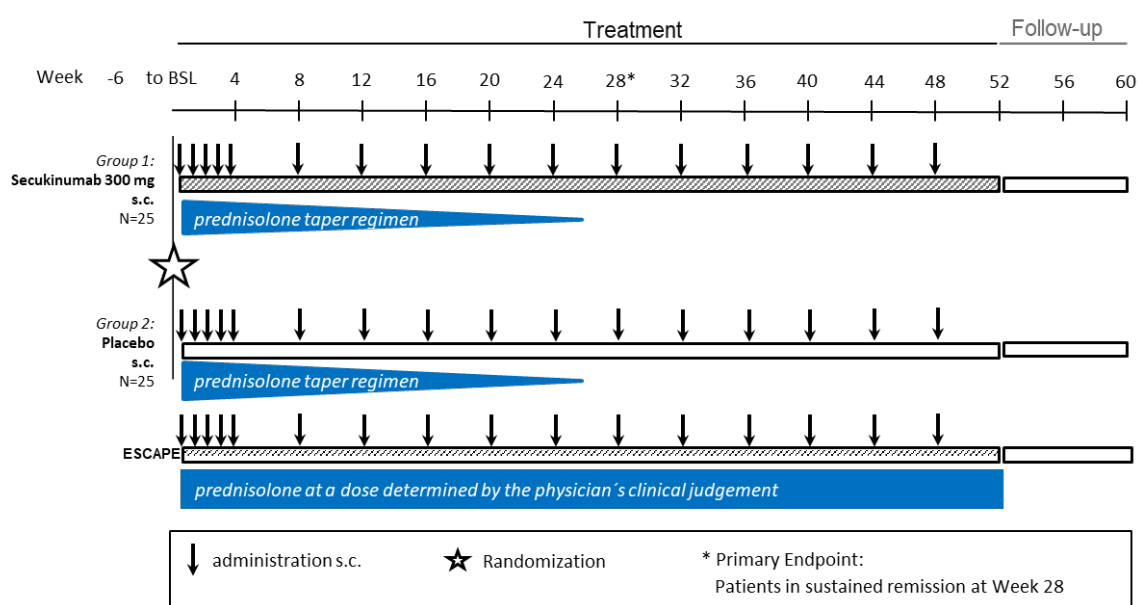 Treatment Follow-up
Week -6 to BSL 4 8 12 16 20 24 28* 32 36 40 44 48 52 56 60
Group 1:
Secukinumab 300 mg
s.c.
N=25
prednisolone taper regimen
Group 2:
Placebo
s.c.
N=25
prednisolone taper regimen
ESCAPE
prednisolone at a dose determined by the physician´s clinical judgement
administration s.c. Randomization * Primary Endpoint:
Patients in sustained remission at Week 28